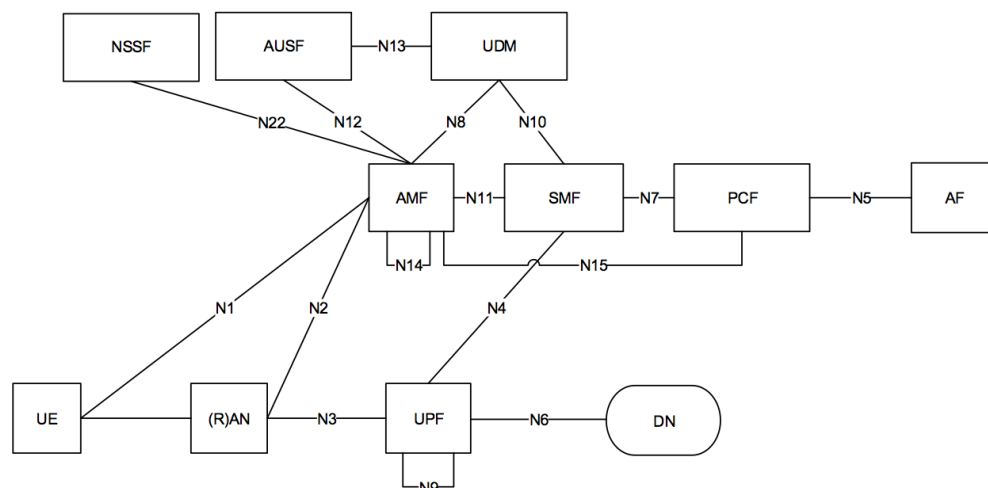 NSSF
AUSF
N13
UDM
N22
N12
N8
N10
AMF
N11
SMF
N7
PCF
N5
AF
N14
N15
N1
N2
N4
UE
(R)AN
N3
UPF
N6
DN
N9